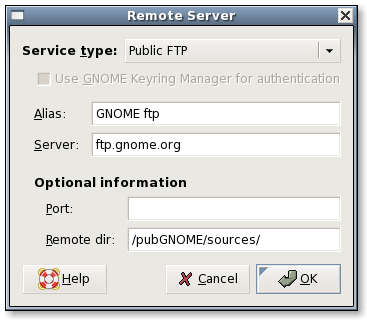 Remote Server
Service type: Public FTP
Use GNOME Keyring Manager for authentication
Alias: GNOME ftp
Server: ftp.gnome.org
Optional information
Port:
Remote dir: /pubGNOME/sources/
Help Cancel OK